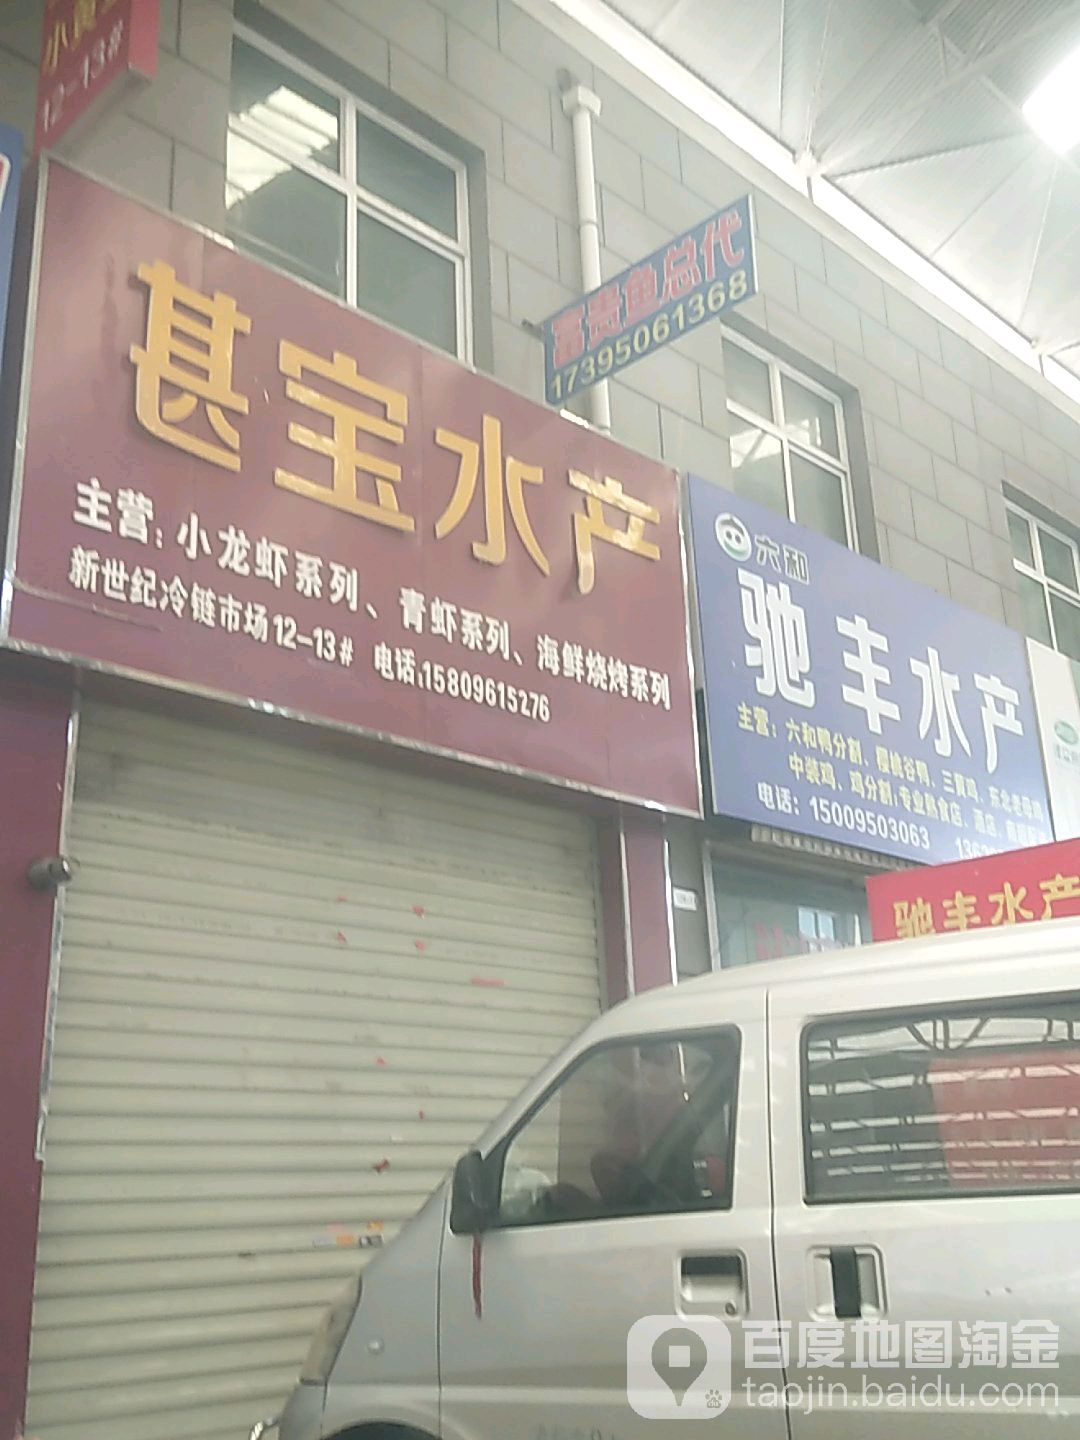 12-13#
富贵鱼总代
17395061368
甚宝水产
主营:小龙虾系列、青虾系列、海鲜烧烤系列
新世纪冷链市场12-13# 电话:15809615276
六和
驰丰水产
主营:六和鸭分割、樱桃谷鸭、三黄鸡、东北老母鸡
中装鸡、鸡分割,专业熟食店、酒店
电话:15009503063
驰丰水产
百度地图淘金
taojin.baidu.com